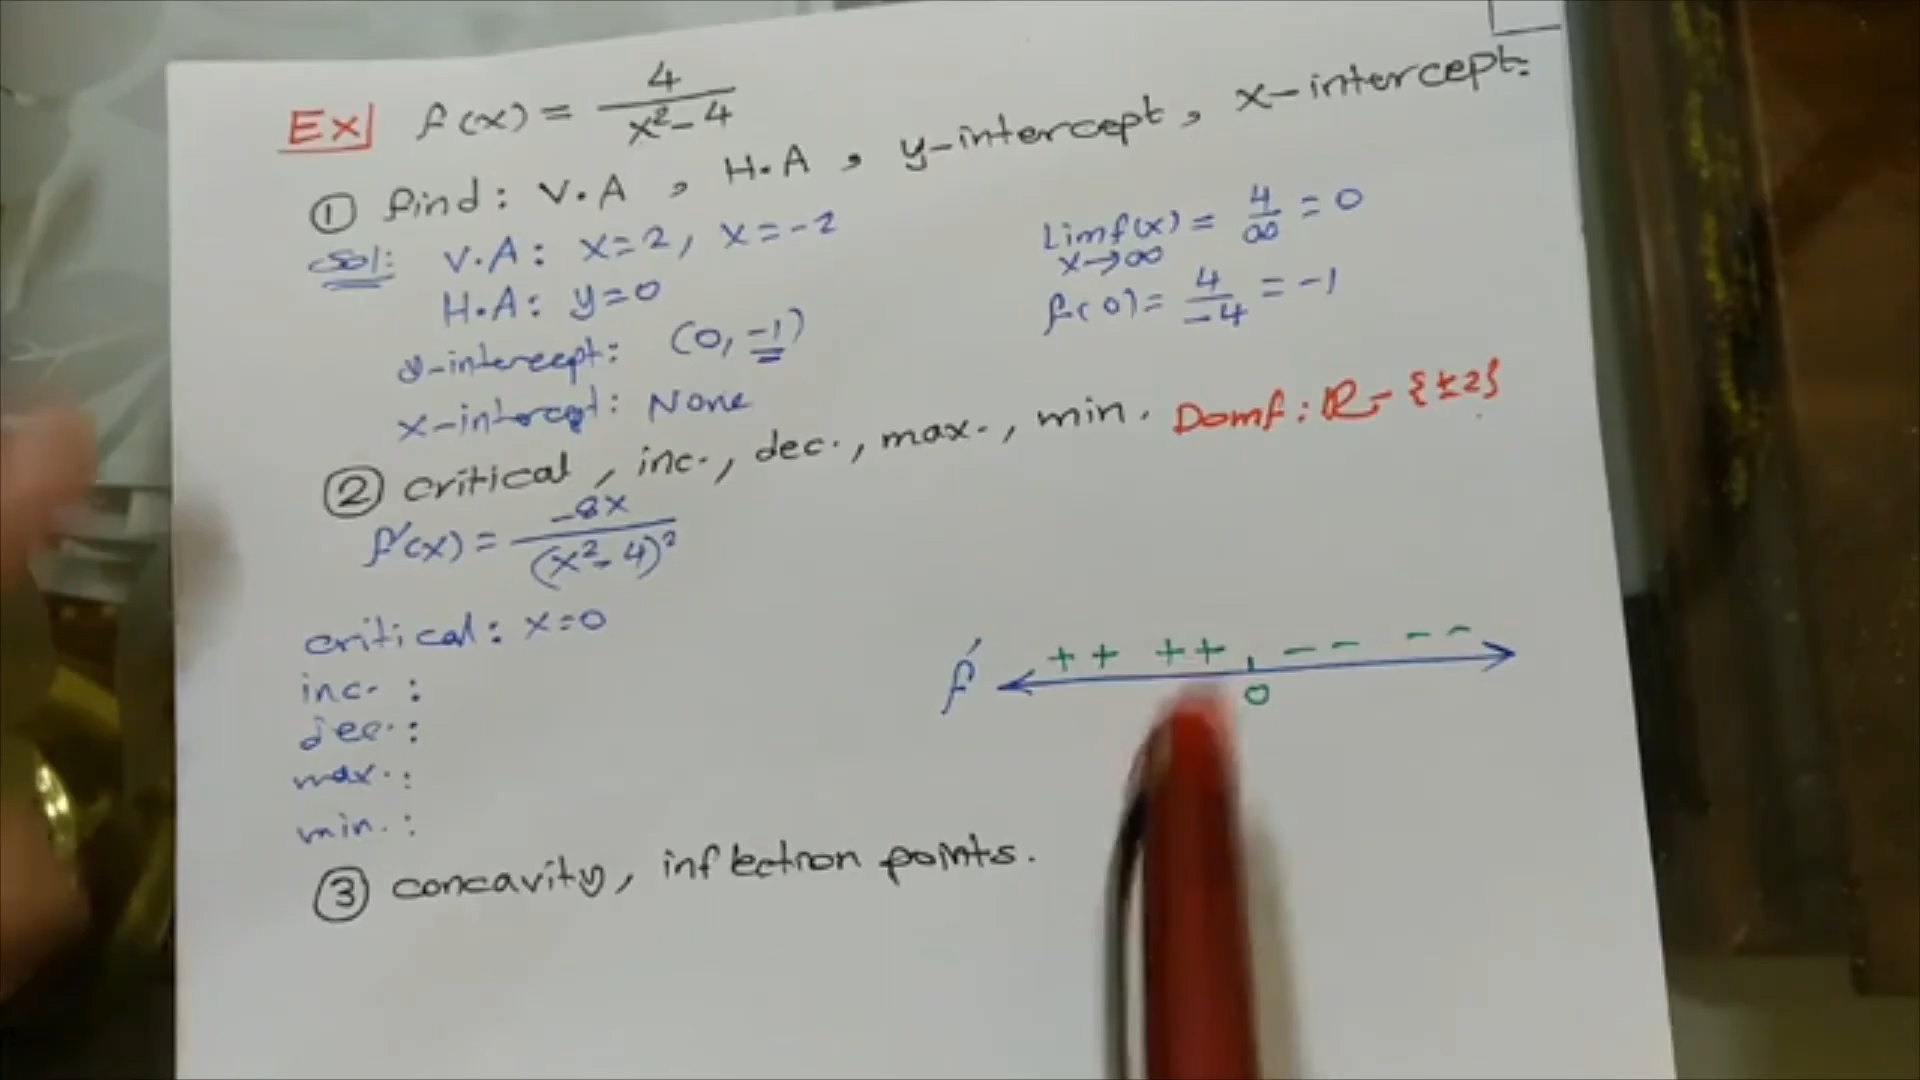 Ex| f(x) = 4/(x²-4)
① find: V.A, H.A, y-intercept, x-intercept.
Sol: V.A: x=2, x=-2
H.A: y=0
y-intercept: (0, -1)
x-intercept: None
Lim f(x) = 4/∞ = 0
x→∞
f(0) = 4/-4 = -1
② critical, inc., dec., max., min. Domf: ℝ-{±2}
f'(x) = -8x/(x²-4)²
critical: x=0
inc. :
dec. :
max. :
min. :
f' ++ ++ -- --
0
③ concavity, inflection points.